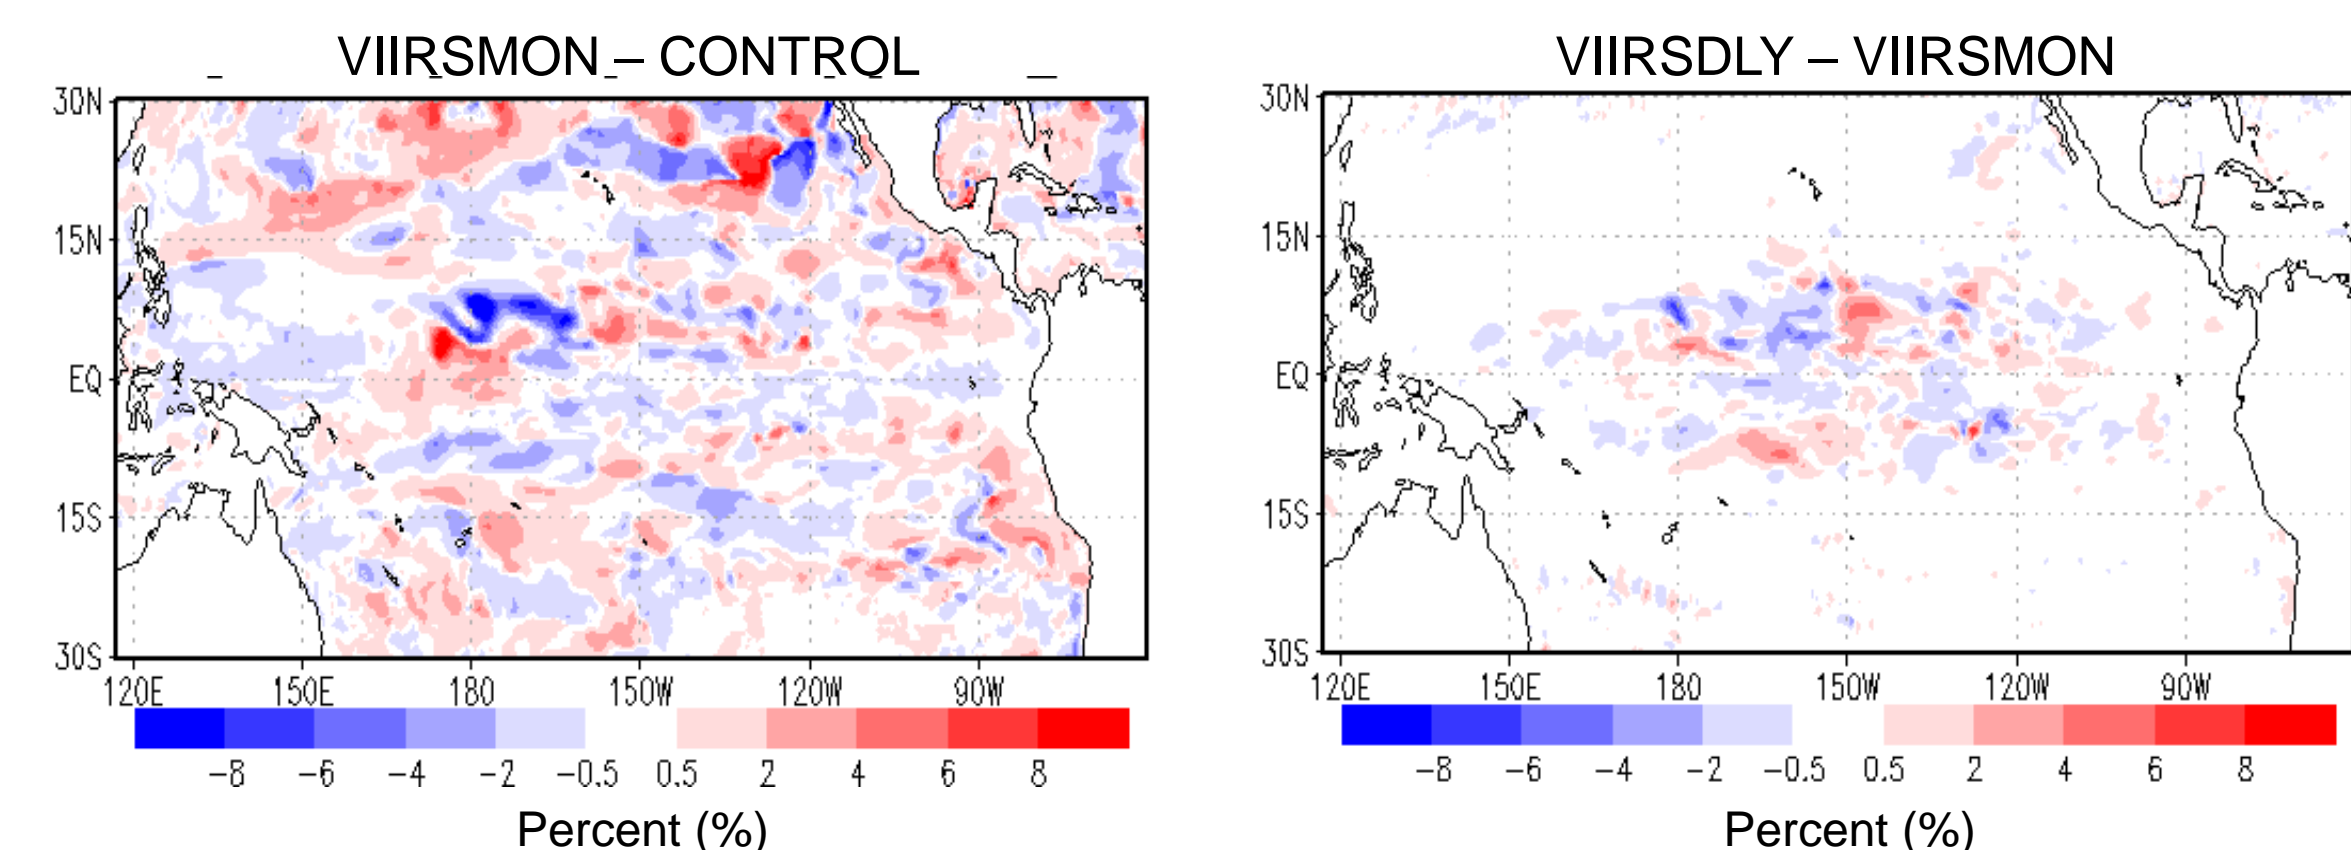 VIIRSMON – CONTROL
30N
15N
EQ
15S
30S
120E 150E 180 150W 120W 90W
−8 −6 −4 −2 −0.5 0.5 2 4 6 8
Percent (%)
VIIRSDLY – VIIRSMON
30N
15N
EQ
15S
30S
120E 150E 180 150W 120W 90W
−8 −6 −4 −2 −0.5 0.5 2 4 6 8
Percent (%)